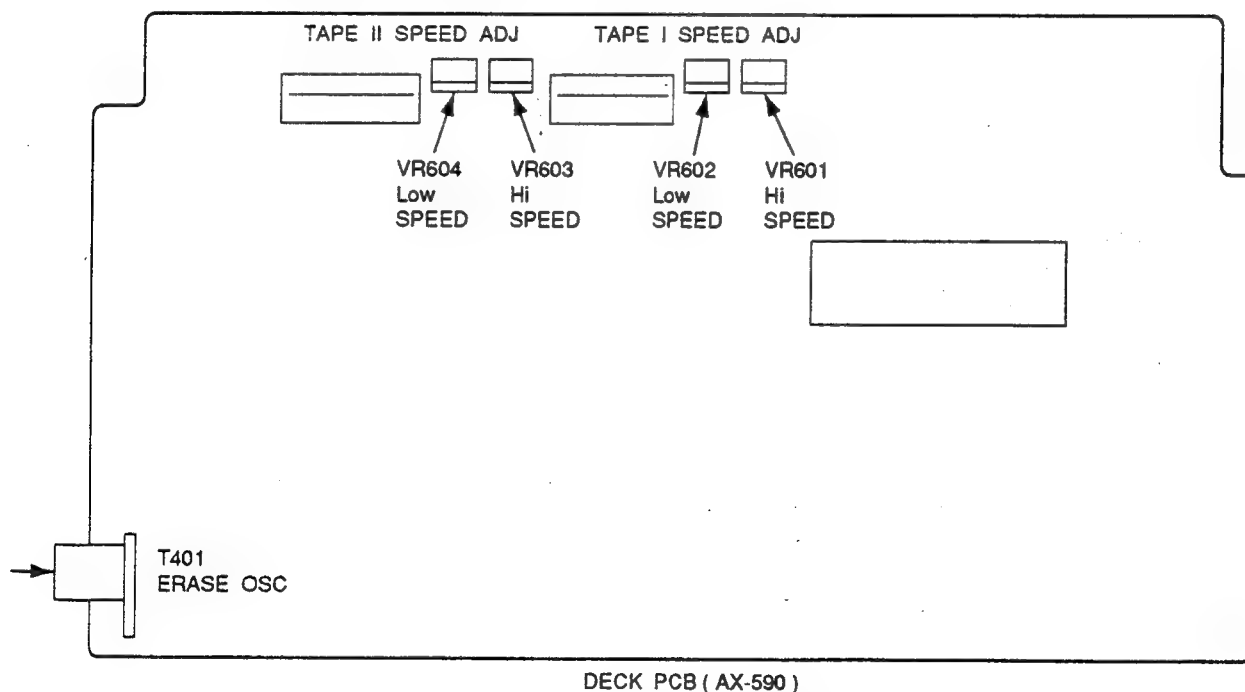 TAPE II SPEED ADJ
TAPE I SPEED ADJ
VR604
Low
SPEED
VR603
Hi
SPEED
VR602
Low
SPEED
VR601
Hi
SPEED
T401
ERASE OSC
DECK PCB ( AX-590 )